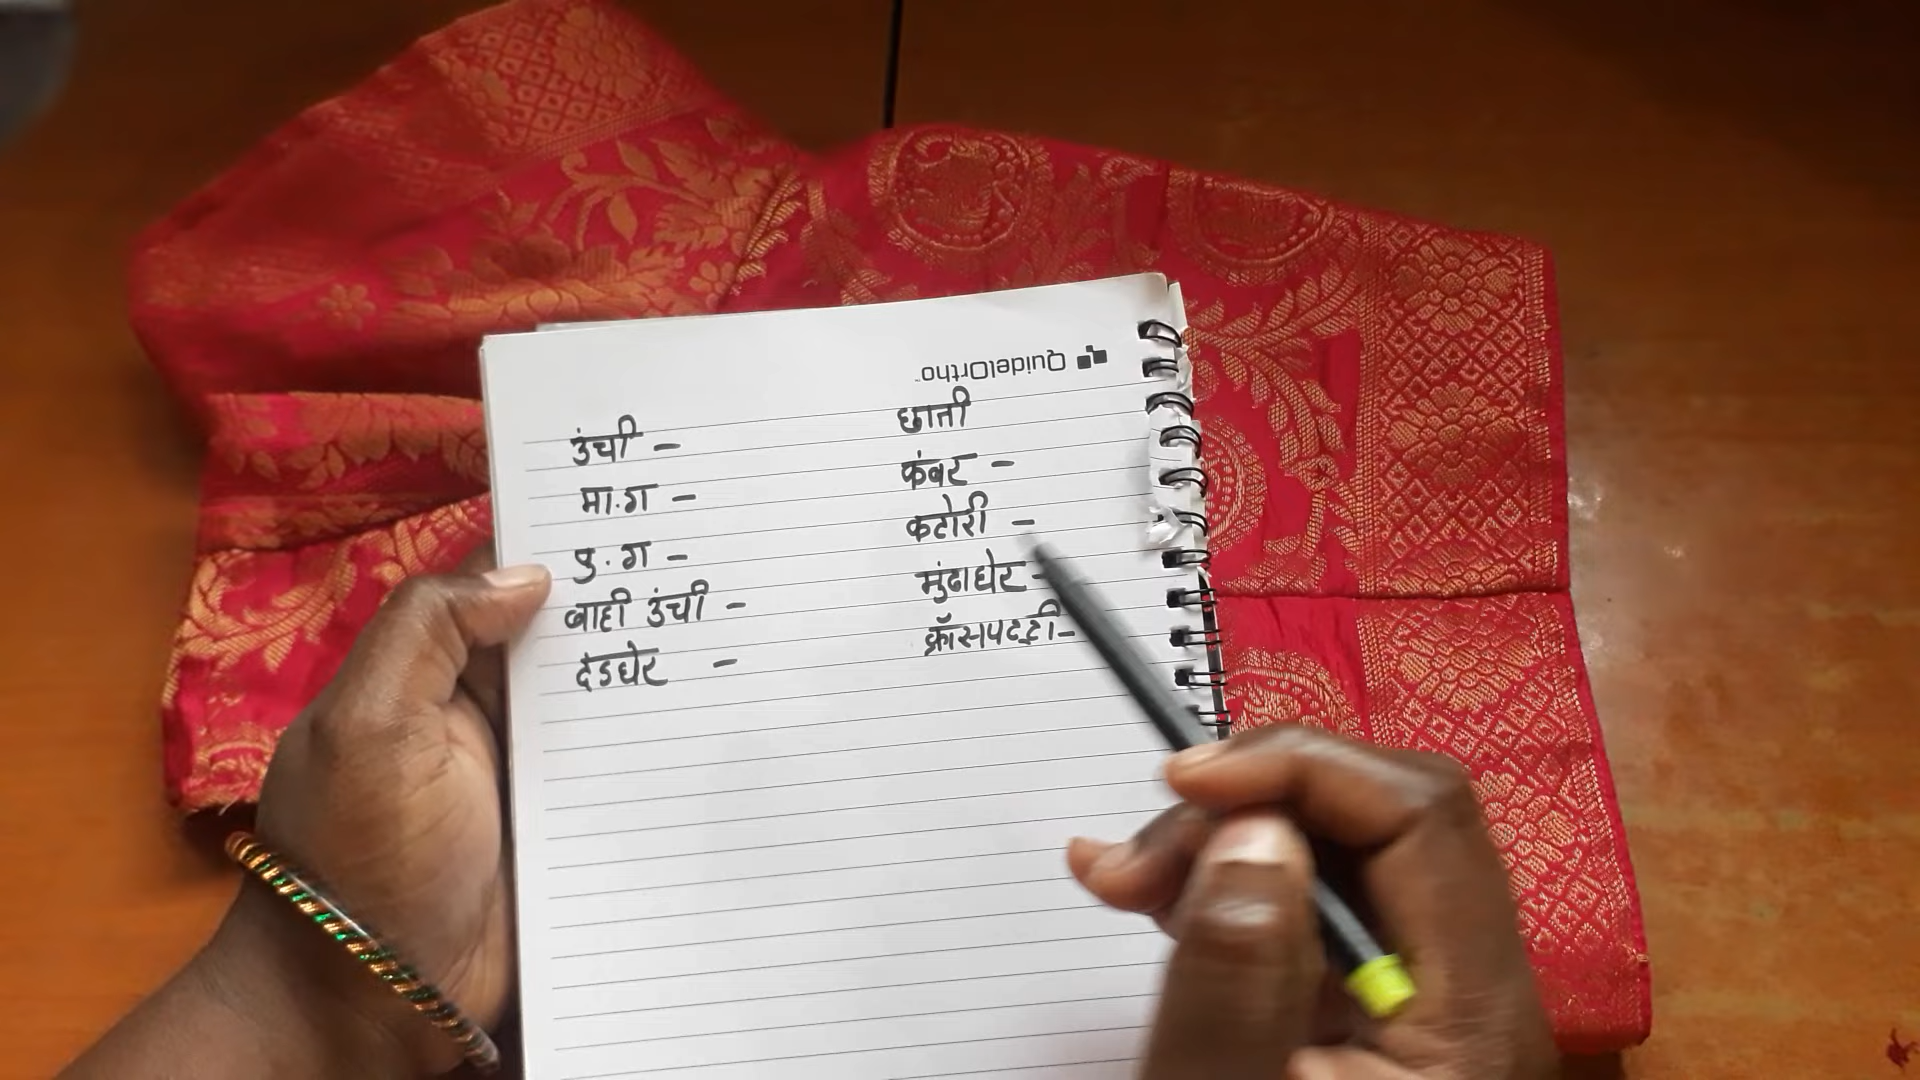 QuidelOrtho
उंची -
मा.ग -
पु.ग -
बाही उंची -
दंडघेर -
छाती
कंबर -
कटोरी -
मुंढाघेर -
क्रॉसपट्टी-